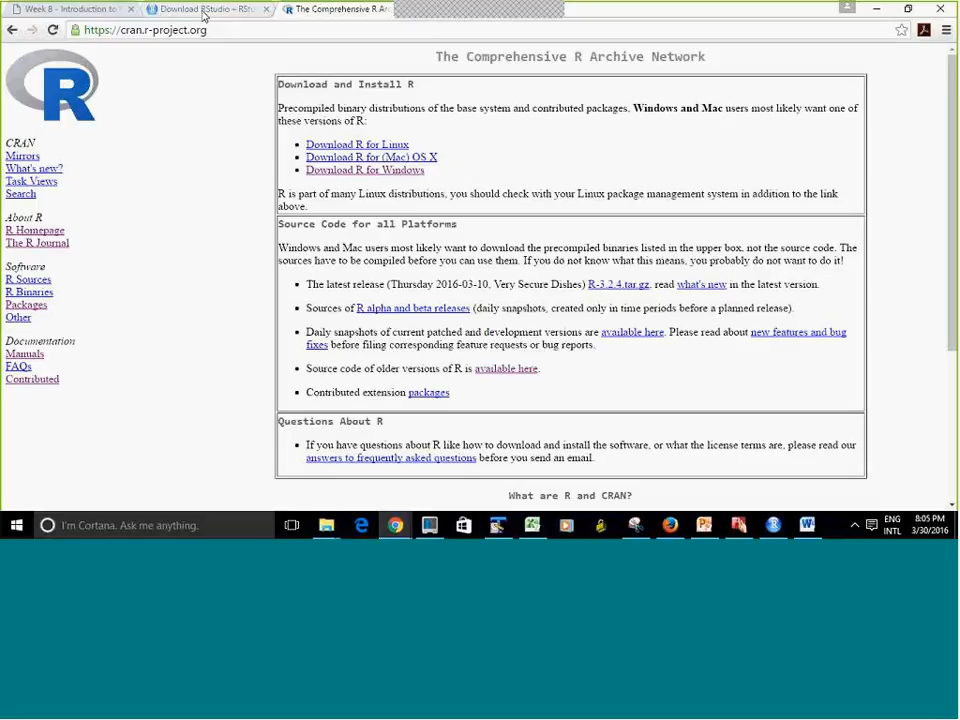 Week 8 - Introduction to
Download RStudio – RStu
The Comprehensive R Arc
https://cran.r-project.org
R
CRAN
Mirrors
What's new?
Task Views
Search
About R
R Homepage
The R Journal
Software
R Sources
R Binaries
Packages
Other
Documentation
Manuals
FAQs
Contributed
The Comprehensive R Archive Network
Download and Install R
Precompiled binary distributions of the base system and contributed packages, Windows and Mac users most likely want one of
these versions of R:
Download R for Linux
Download R for (Mac) OS X
Download R for Windows
R is part of many Linux distributions, you should check with your Linux package management system in addition to the link
above.
Source Code for all Platforms
Windows and Mac users most likely want to download the precompiled binaries listed in the upper box, not the source code. The
sources have to be compiled before you can use them. If you do not know what this means, you probably do not want to do it!
The latest release (Thursday 2016-03-10, Very Secure Dishes) R-3.2.4.tar.gz, read what's new in the latest version.
Sources of R alpha and beta releases (daily snapshots, created only in time periods before a planned release).
Daily snapshots of current patched and development versions are available here. Please read about new features and bug
fixes before filing corresponding feature requests or bug reports.
Source code of older versions of R is available here.
Contributed extension packages
Questions About R
If you have questions about R like how to download and install the software, or what the license terms are, please read our
answers to frequently asked questions before you send an email.
What are R and CRAN?
I'm Cortana. Ask me anything.
ENG
INTL
8:05 PM
3/30/2016